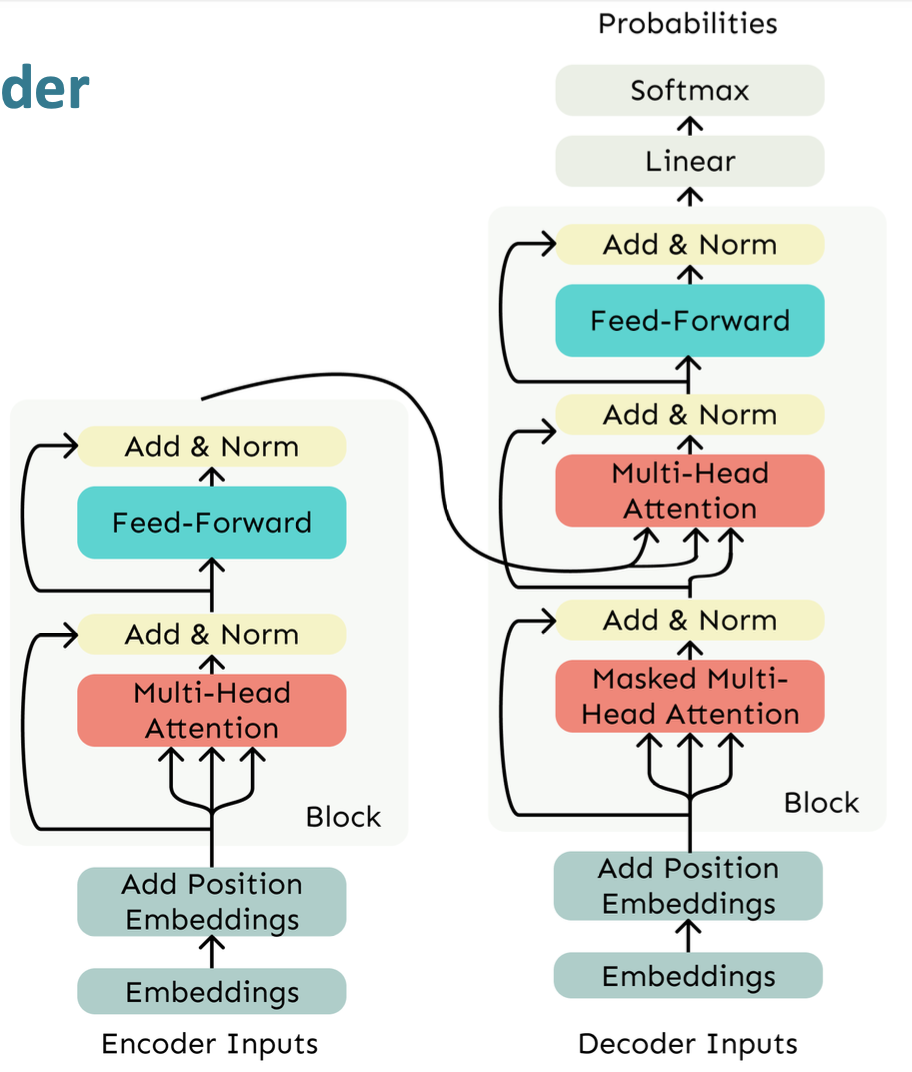 der
Probabilities
Softmax
Linear
Add & Norm
Feed-Forward
Add & Norm
Multi-Head
Attention
Add & Norm
Masked Multi-
Head Attention
Block
Add Position
Embeddings
Embeddings
Decoder Inputs
Add & Norm
Feed-Forward
Add & Norm
Multi-Head
Attention
Block
Add Position
Embeddings
Embeddings
Encoder Inputs